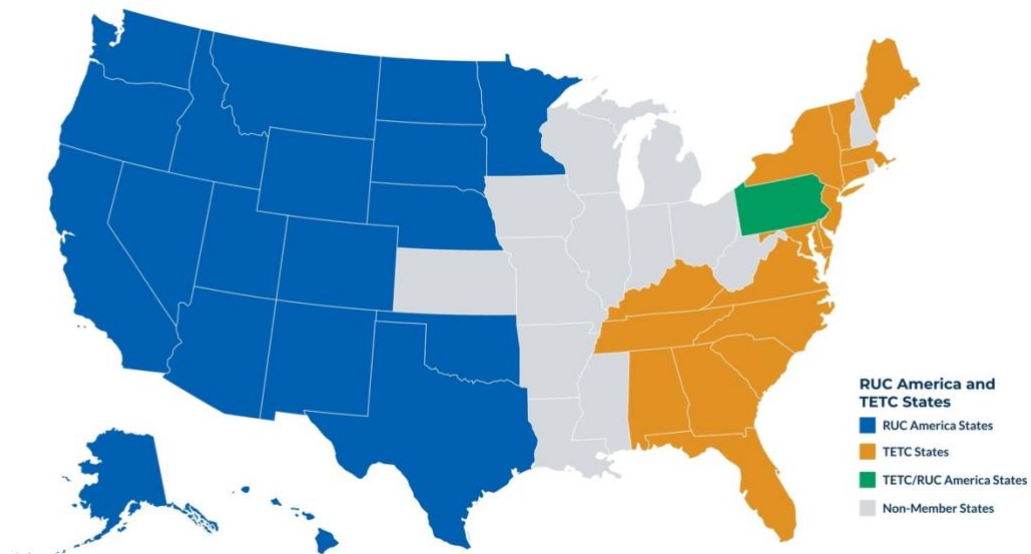 RUC America and
TETC States
RUC America States
TETC States
TETC/RUC America States
Non-Member States